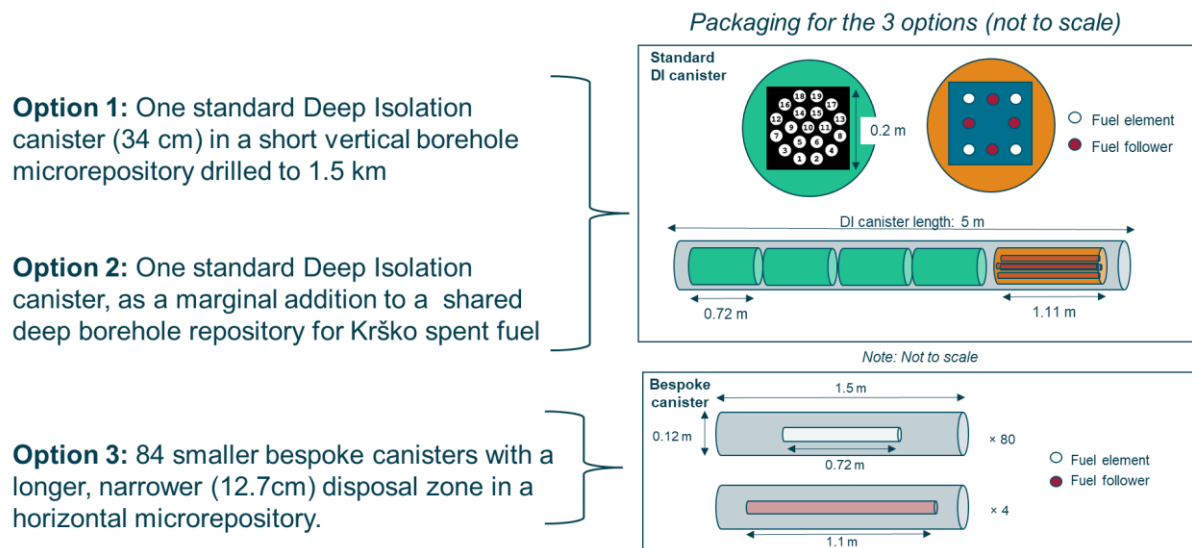 Packaging for the 3 options (not to scale)
Option 1: One standard Deep Isolation
canister (34 cm) in a short vertical borehole
microrepository drilled to 1.5 km
Option 2: One standard Deep Isolation
canister, as a marginal addition to a shared
deep borehole repository for Krško spent fuel
Option 3: 84 smaller bespoke canisters with a
longer, narrower (12.7cm) disposal zone in a
horizontal microrepository.
Standard
DI canister
18 19
16 17
14 15
12 13
9 10 11
7 8
5 6
3 4
1 2
0.2 m
Fuel element
Fuel follower
DI canister length: 5 m
0.72 m
1.11 m
Note: Not to scale
Bespoke
canister
1.5 m
0.12 m
× 80
0.72 m
Fuel element
Fuel follower
× 4
1.1 m